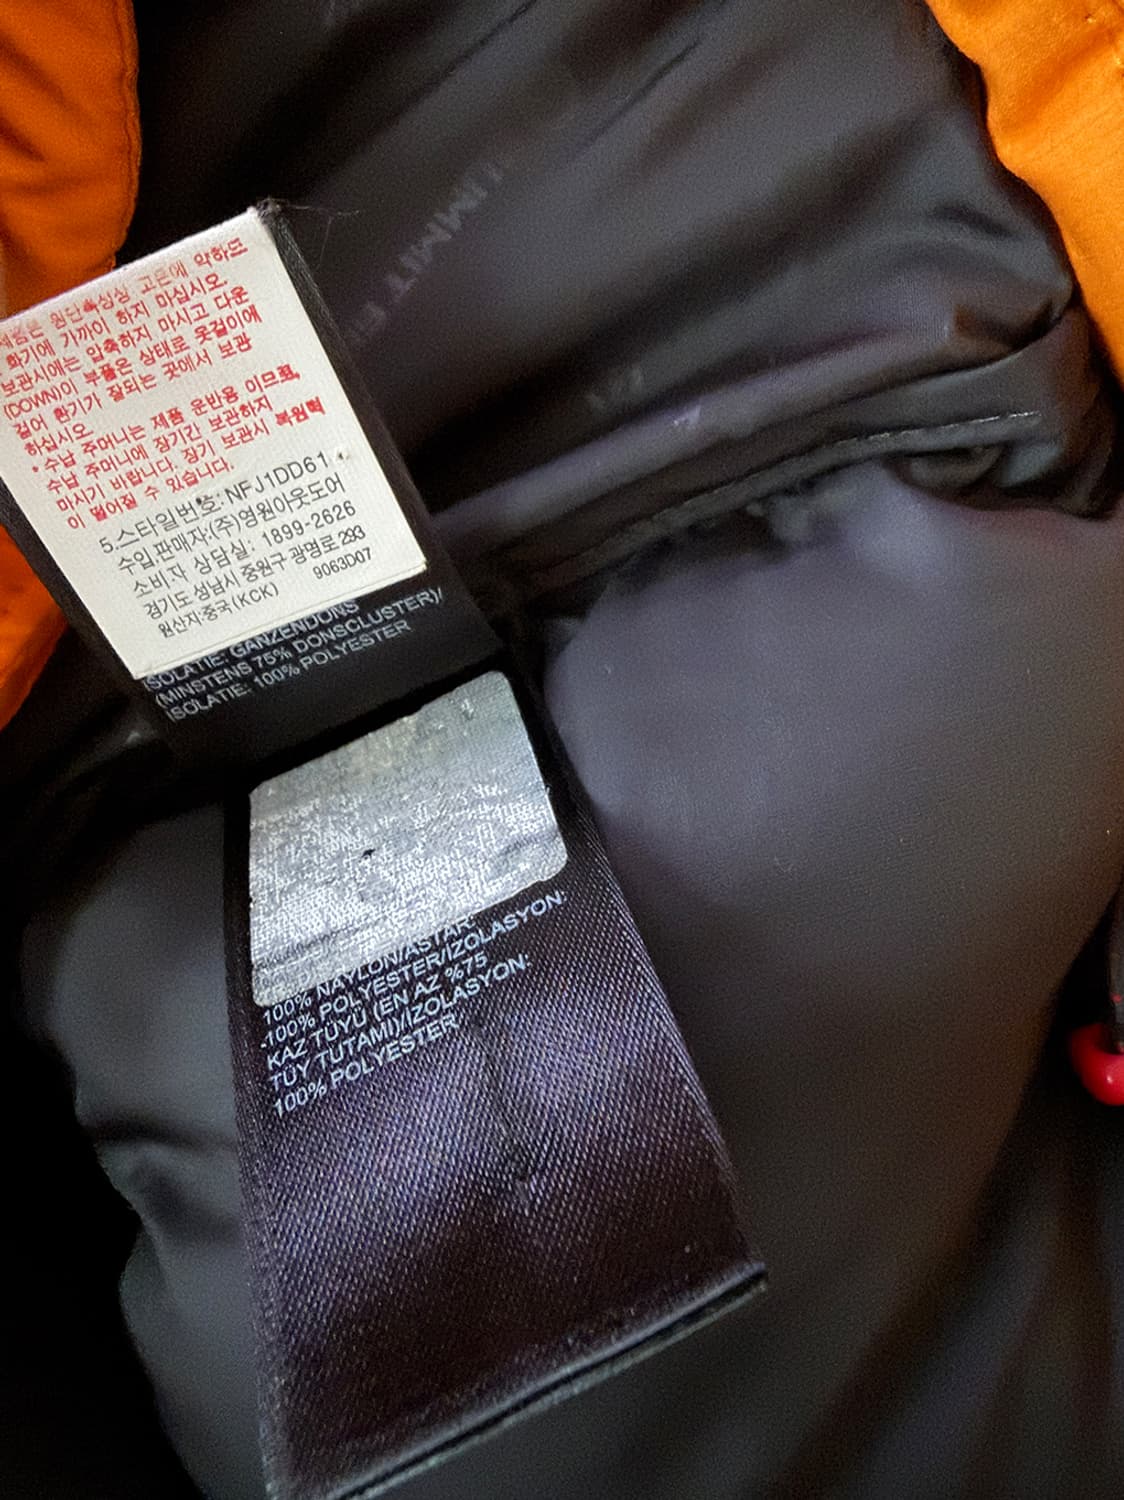 UMMIT
제품은 원단 특성상 고온에 약하므
화기에 가까이 하지 마십시오.
보관시에는 압축하지 마시고 다운
(DOWN)이 부풀은 상태로 옷걸이에
걸어 환기가 잘되는 곳에서 보관
하십시오.
* 수납 주머니는 제품 운반용 이므로,
수납 주머니에 장기간 보관하지
마시기 바랍니다. 장기 보관시 복원력
이 떨어질 수 있습니다.
5.스타일번호: NFJ1DD61
수입.판매자:(주)영원아웃도어
소비자 상담실: 1899-2626
경기도 성남시 중원구 광명로 293
원산지:중국(KCK) 9063D07
ISOLATIE: GANZENDONS
(MINSTENS 75% DONSCLUSTER)/
ISOLATIE: 100% POLYESTER
100% NAYLON/ASTAR:
100% POLYESTER/IZOLASYON:
KAZ TÜYÜ (EN AZ %75
TÜY TUTAMI)/IZOLASYON:
100% POLYESTER